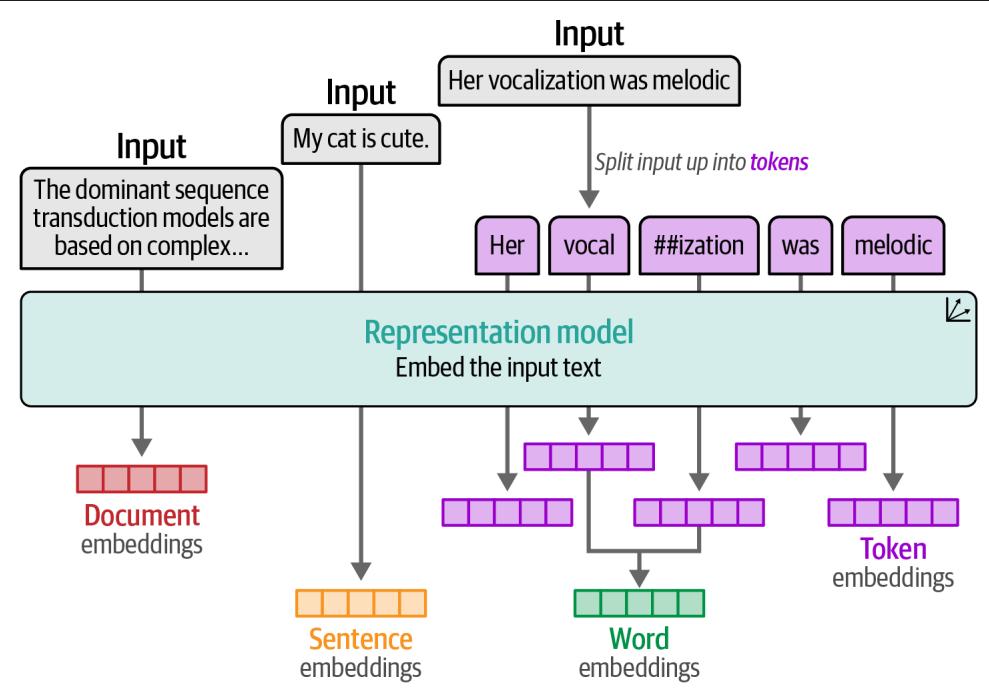 Input
Her vocalization was melodic
Input
My cat is cute.
Input
The dominant sequence
transduction models are
based on complex...
Split input up into tokens
Her
vocal
##ization
was
melodic
Representation model
Embed the input text
Document
embeddings
Sentence
embeddings
Word
embeddings
Token
embeddings